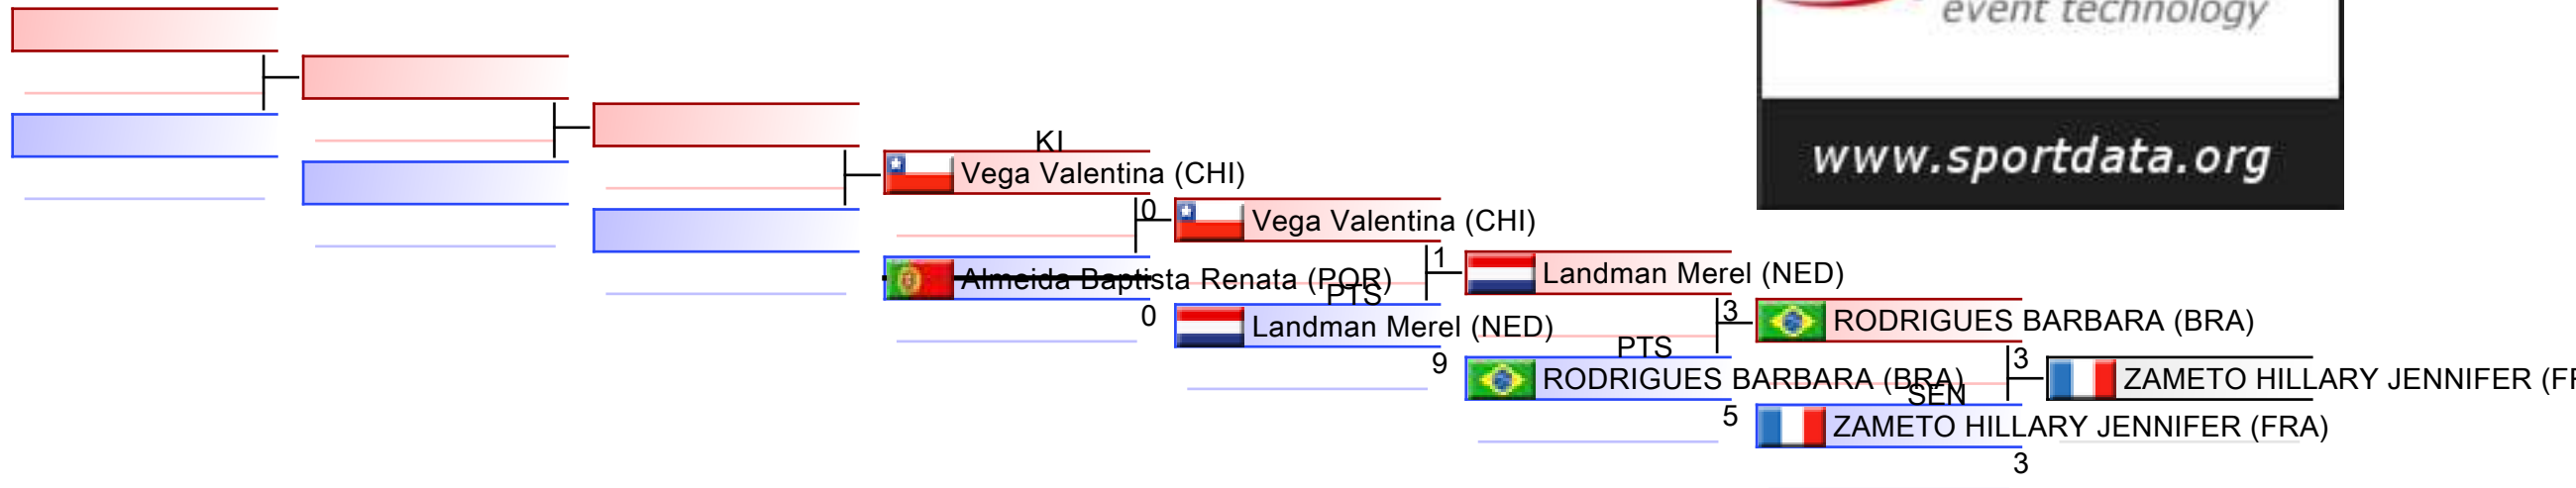 event technology
www.sportdata.org
KI
Vega Valentina (CHI)
0
Vega Valentina (CHI)
1
Almeida Baptista Renata (POR)
0
PTS
Landman Merel (NED)
9
Landman Merel (NED)
3
PTS
RODRIGUES BARBARA (BRA)
5
RODRIGUES BARBARA (BRA)
3
SEN
ZAMETO HILLARY JENNIFER (FRA)
3
ZAMETO HILLARY JENNIFER (FR